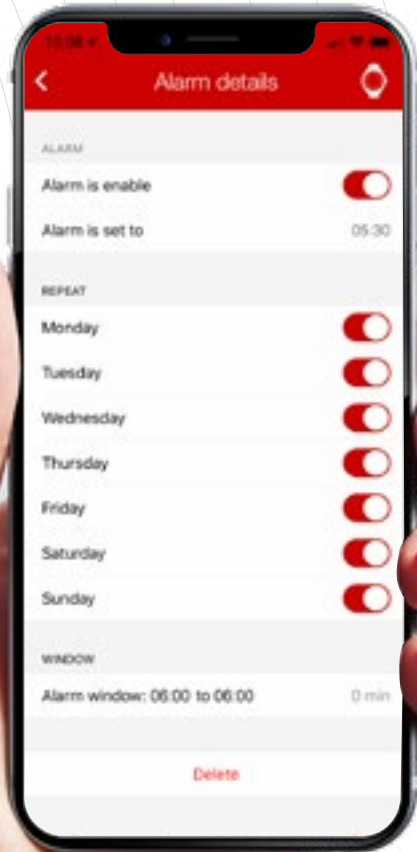 10:08
Alarm details
ALARM
Alarm is enable
Alarm is set to 05:30
REPEAT
Monday
Tuesday
Wednesday
Thursday
Friday
Saturday
Sunday
WINDOW
Alarm window: 06:00 to 06:00 0 min
Delete